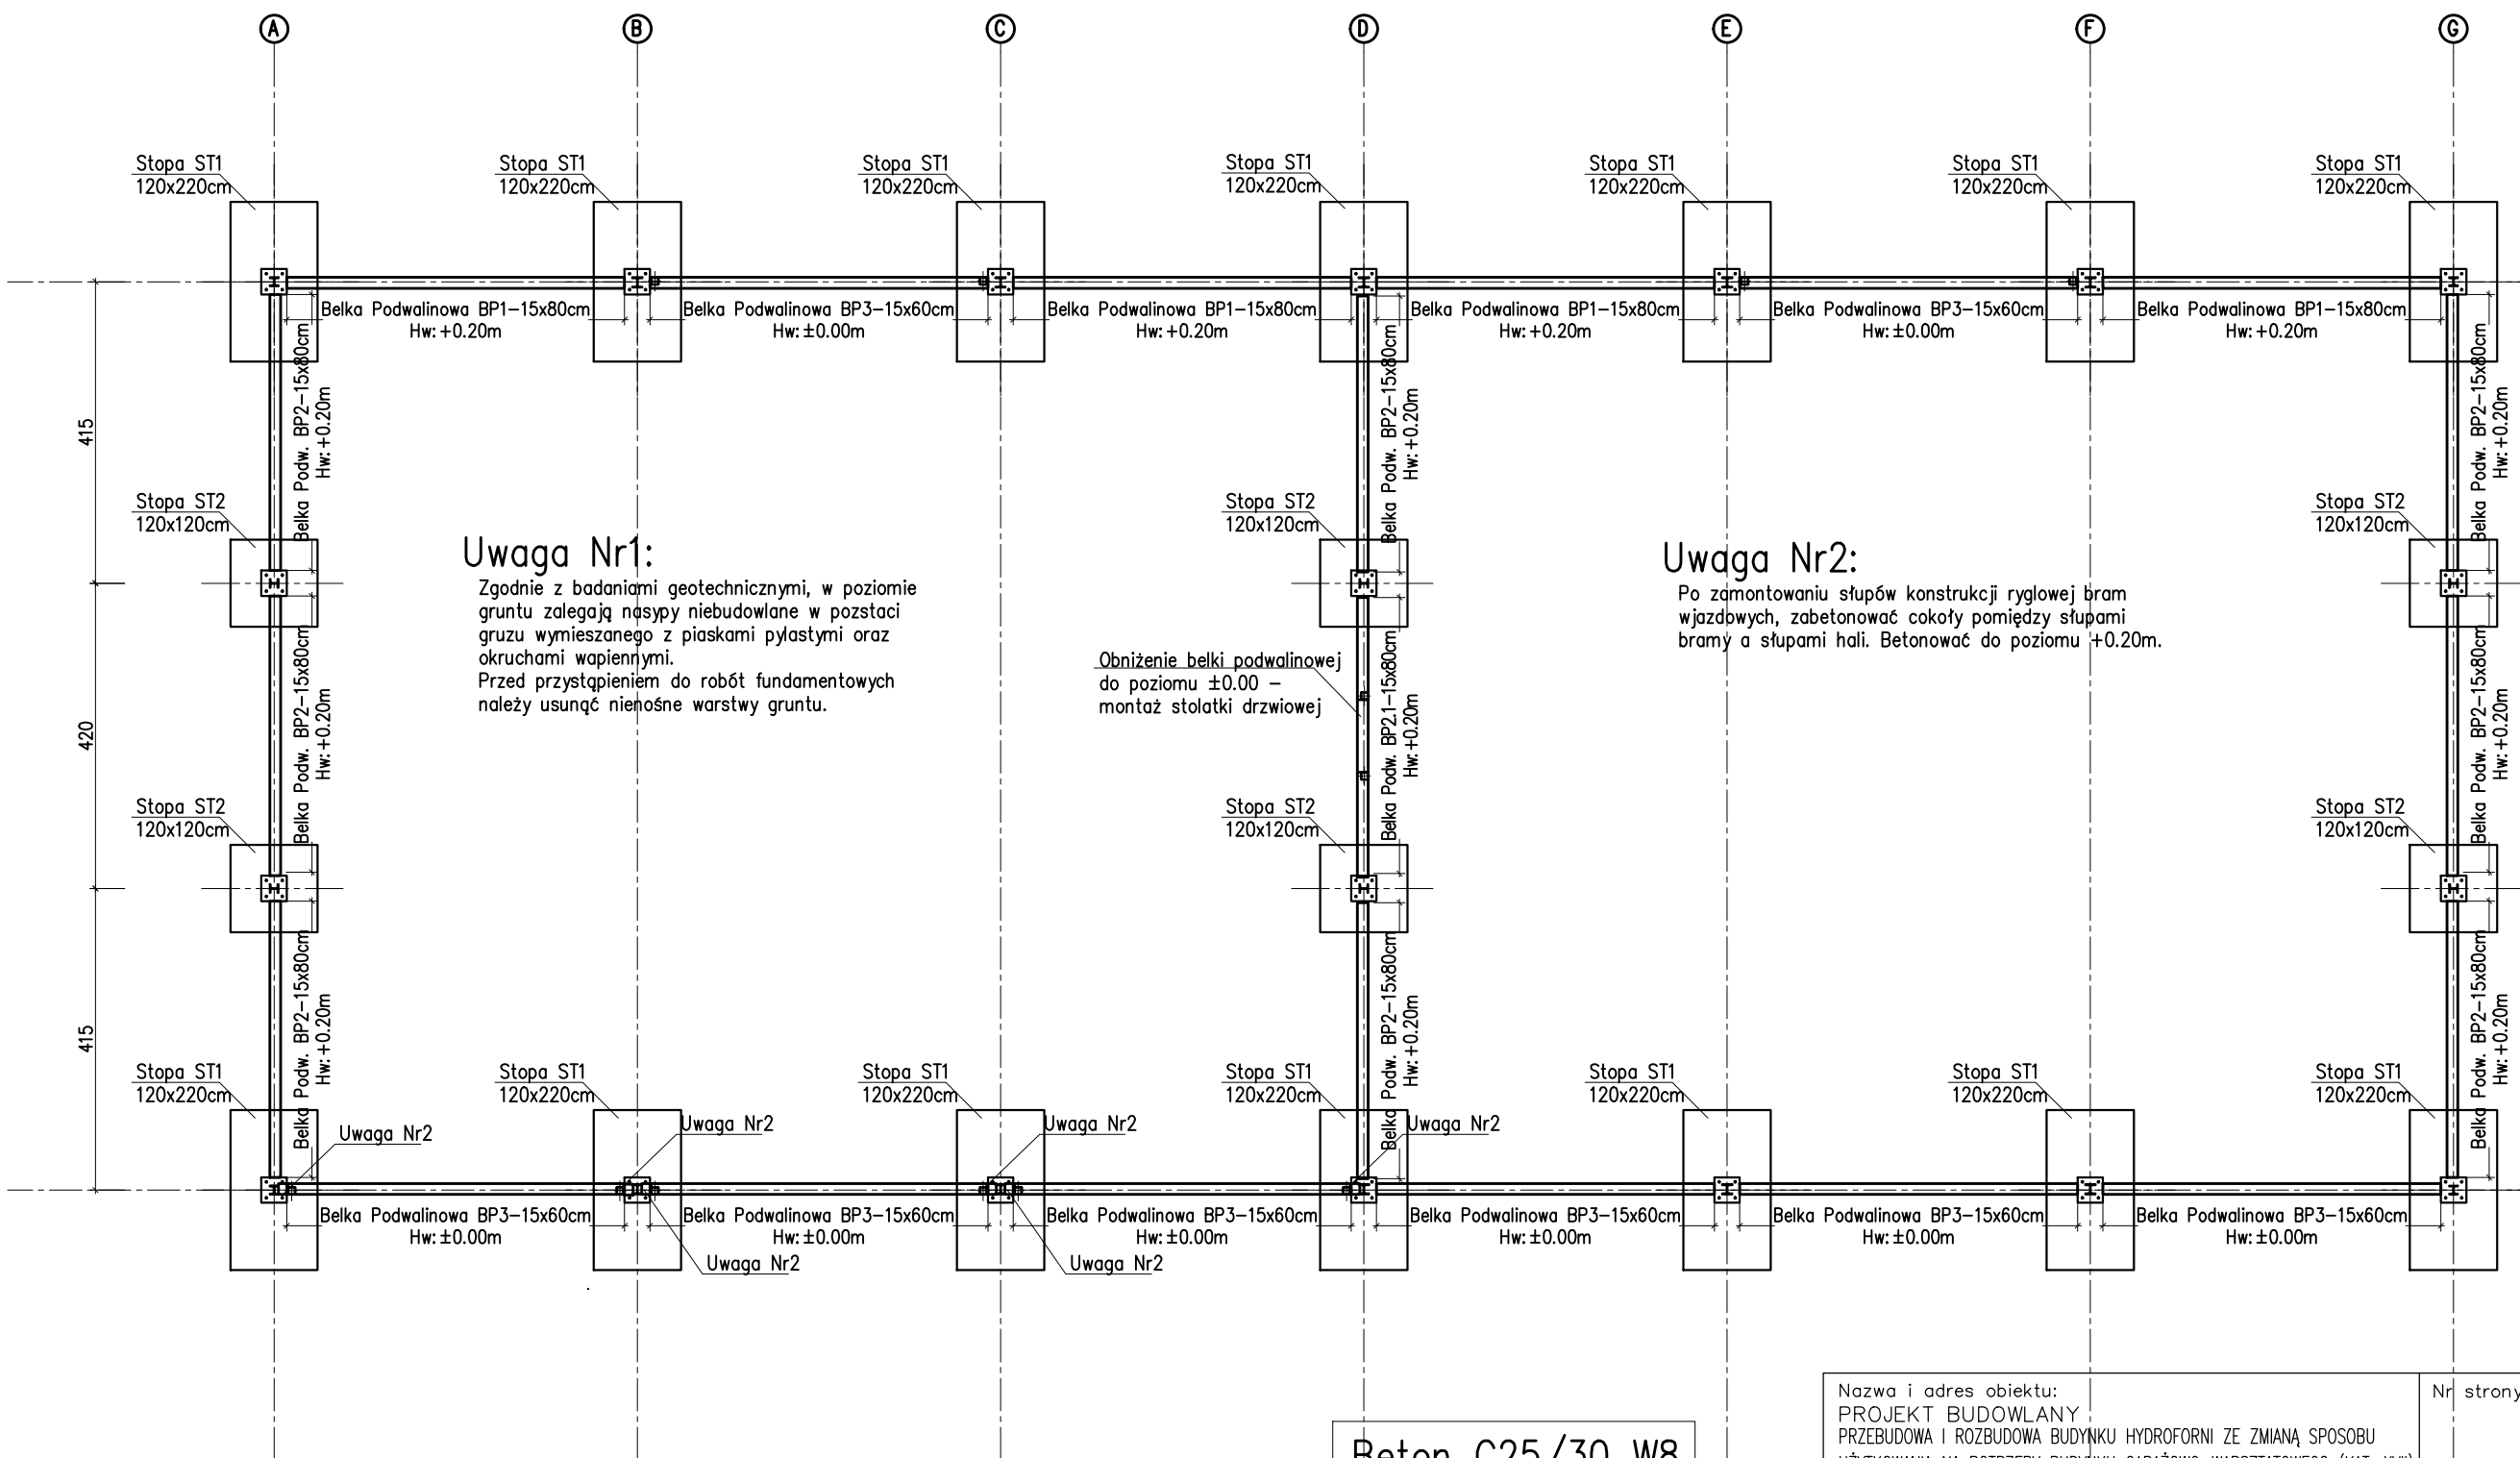 A
B
C
D
E
F
G
Stopa ST1
120x220cm
Stopa ST1
120x220cm
Stopa ST1
120x220cm
Stopa ST1
120x220cm
Stopa ST1
120x220cm
Stopa ST1
120x220cm
Stopa ST1
120x220cm
Belka Podwalinowa BP1-15x80cm
Hw:+0.20m
Belka Podwalinowa BP3-15x60cm
Hw:±0.00m
Belka Podwalinowa BP1-15x80cm
Hw:+0.20m
Belka Podwalinowa BP1-15x80cm
Hw:+0.20m
Belka Podwalinowa BP3-15x60cm
Hw:±0.00m
Belka Podwalinowa BP1-15x80cm
Hw:+0.20m
415
Belka Podw. BP2-15x80cm
Hw:+0.20m
Belka Podw. BP2-15x80cm
Hw:+0.20m
Belka Podw. BP2-15x80cm
Hw:+0.20m
Stopa ST2
120x120cm
Stopa ST2
120x120cm
Stopa ST2
120x120cm
Uwaga Nr1:
Zgodnie z badaniami geotechnicznymi, w poziomie
gruntu zalegają nasypy niebudowlane w pozstaci
gruzu wymieszanego z piaskami pylastymi oraz
okruchami wapiennymi.
Przed przystąpieniem do robót fundamentowych
należy usunąć nienośne warstwy gruntu.
Uwaga Nr2:
Po zamontowaniu słupów konstrukcji ryglowej bram
wjazdowych, zabetonować cokoły pomiędzy słupami
bramy a słupami hali. Betonować do poziomu +0.20m.
Obniżenie belki podwalinowej
do poziomu ±0.00 -
montaż stolatki drzwiowej
420
Belka Podw. BP2-15x80cm
Hw:+0.20m
Belka Podw. BP2.1-15x80cm
Hw:+0.20m
Belka Podw. BP2-15x80cm
Hw:+0.20m
Stopa ST2
120x120cm
Stopa ST2
120x120cm
Stopa ST2
120x120cm
415
Belka Podw. BP2-15x80cm
Hw:+0.20m
Belka Podw. BP2-15x80cm
Hw:+0.20m
Belka Podw. BP2-15x80cm
Hw:+0.20m
Stopa ST1
120x220cm
Stopa ST1
120x220cm
Stopa ST1
120x220cm
Stopa ST1
120x220cm
Stopa ST1
120x220cm
Stopa ST1
120x220cm
Stopa ST1
120x220cm
Uwaga Nr2
Uwaga Nr2
Uwaga Nr2
Uwaga Nr2
Belka Podwalinowa BP3-15x60cm
Hw:±0.00m
Belka Podwalinowa BP3-15x60cm
Hw:±0.00m
Belka Podwalinowa BP3-15x60cm
Hw:±0.00m
Belka Podwalinowa BP3-15x60cm
Hw:±0.00m
Belka Podwalinowa BP3-15x60cm
Hw:±0.00m
Belka Podwalinowa BP3-15x60cm
Hw:±0.00m
Uwaga Nr2
Uwaga Nr2
Beton C25/30 W8
Nazwa i adres obiektu:
PROJEKT BUDOWLANY
PRZEBUDOWA I ROZBUDOWA BUDYNKU HYDROFORNI ZE ZMIANĄ SPOSOBU
Nr strony